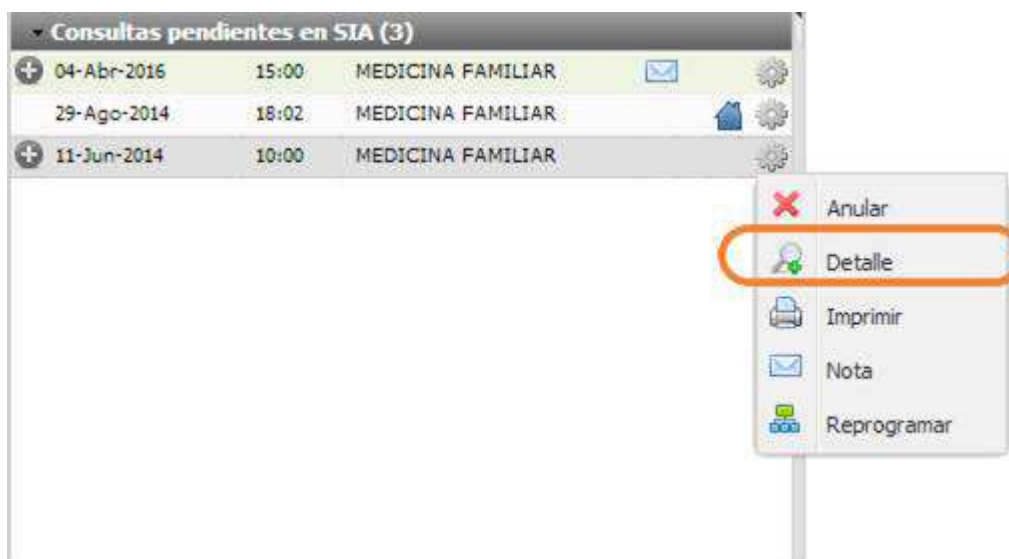 Consultas pendientes en SIA (3)
04-Abr-2016 15:00 MEDICINA FAMILIAR
29-Ago-2014 18:02 MEDICINA FAMILIAR
11-Jun-2014 10:00 MEDICINA FAMILIAR
Anular
Detalle
Imprimir
Nota
Reprogramar